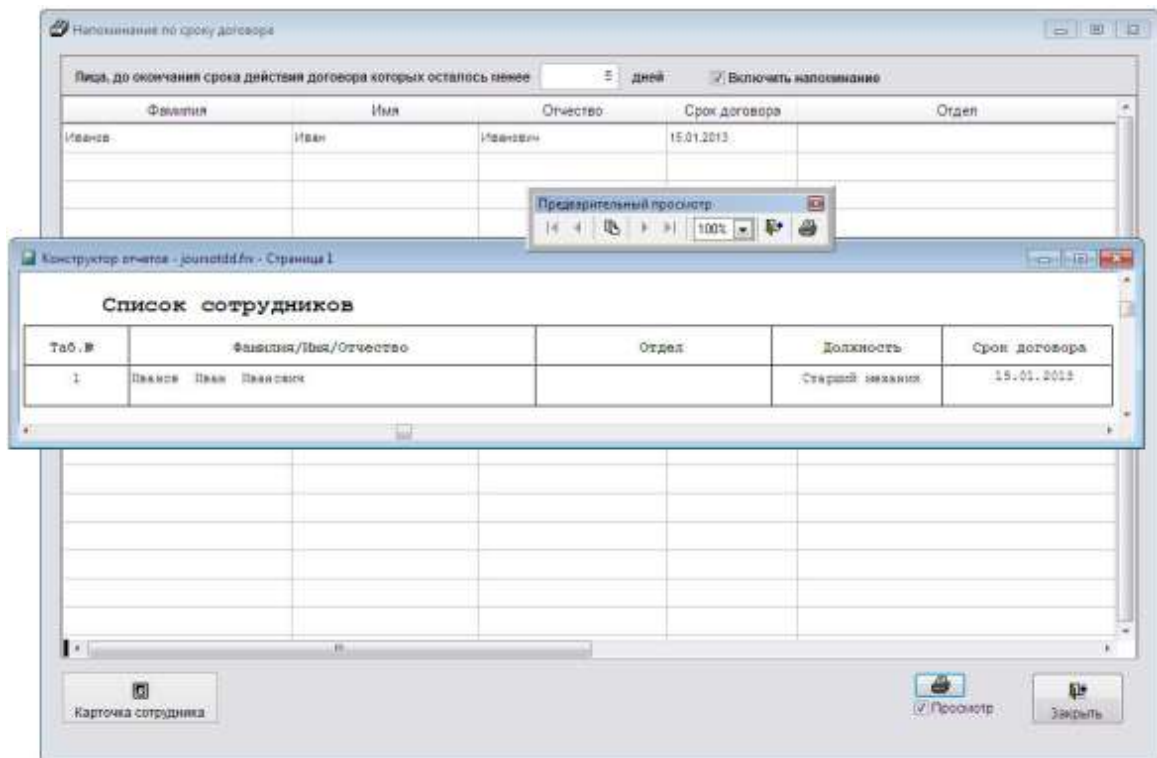 Напоминание по сроку договора
Лица, до окончания срока действия договора которых осталось менее 5 дней Включить напоминание
Фамилия Имя Отчество Срок договора Отдел
Иванов Иван Иванович 15.01.2013
Предварительный просмотр
100%
Конструктор отчетов - journotdd.frx - Страница 1
Список сотрудников
Таб.№ Фамилия/Имя/Отчество Отдел Должность Срок договора
1 Иванов Иван Иванович Старший механик 15.01.2013
Карточка сотрудника
Просмотр
Закрыть